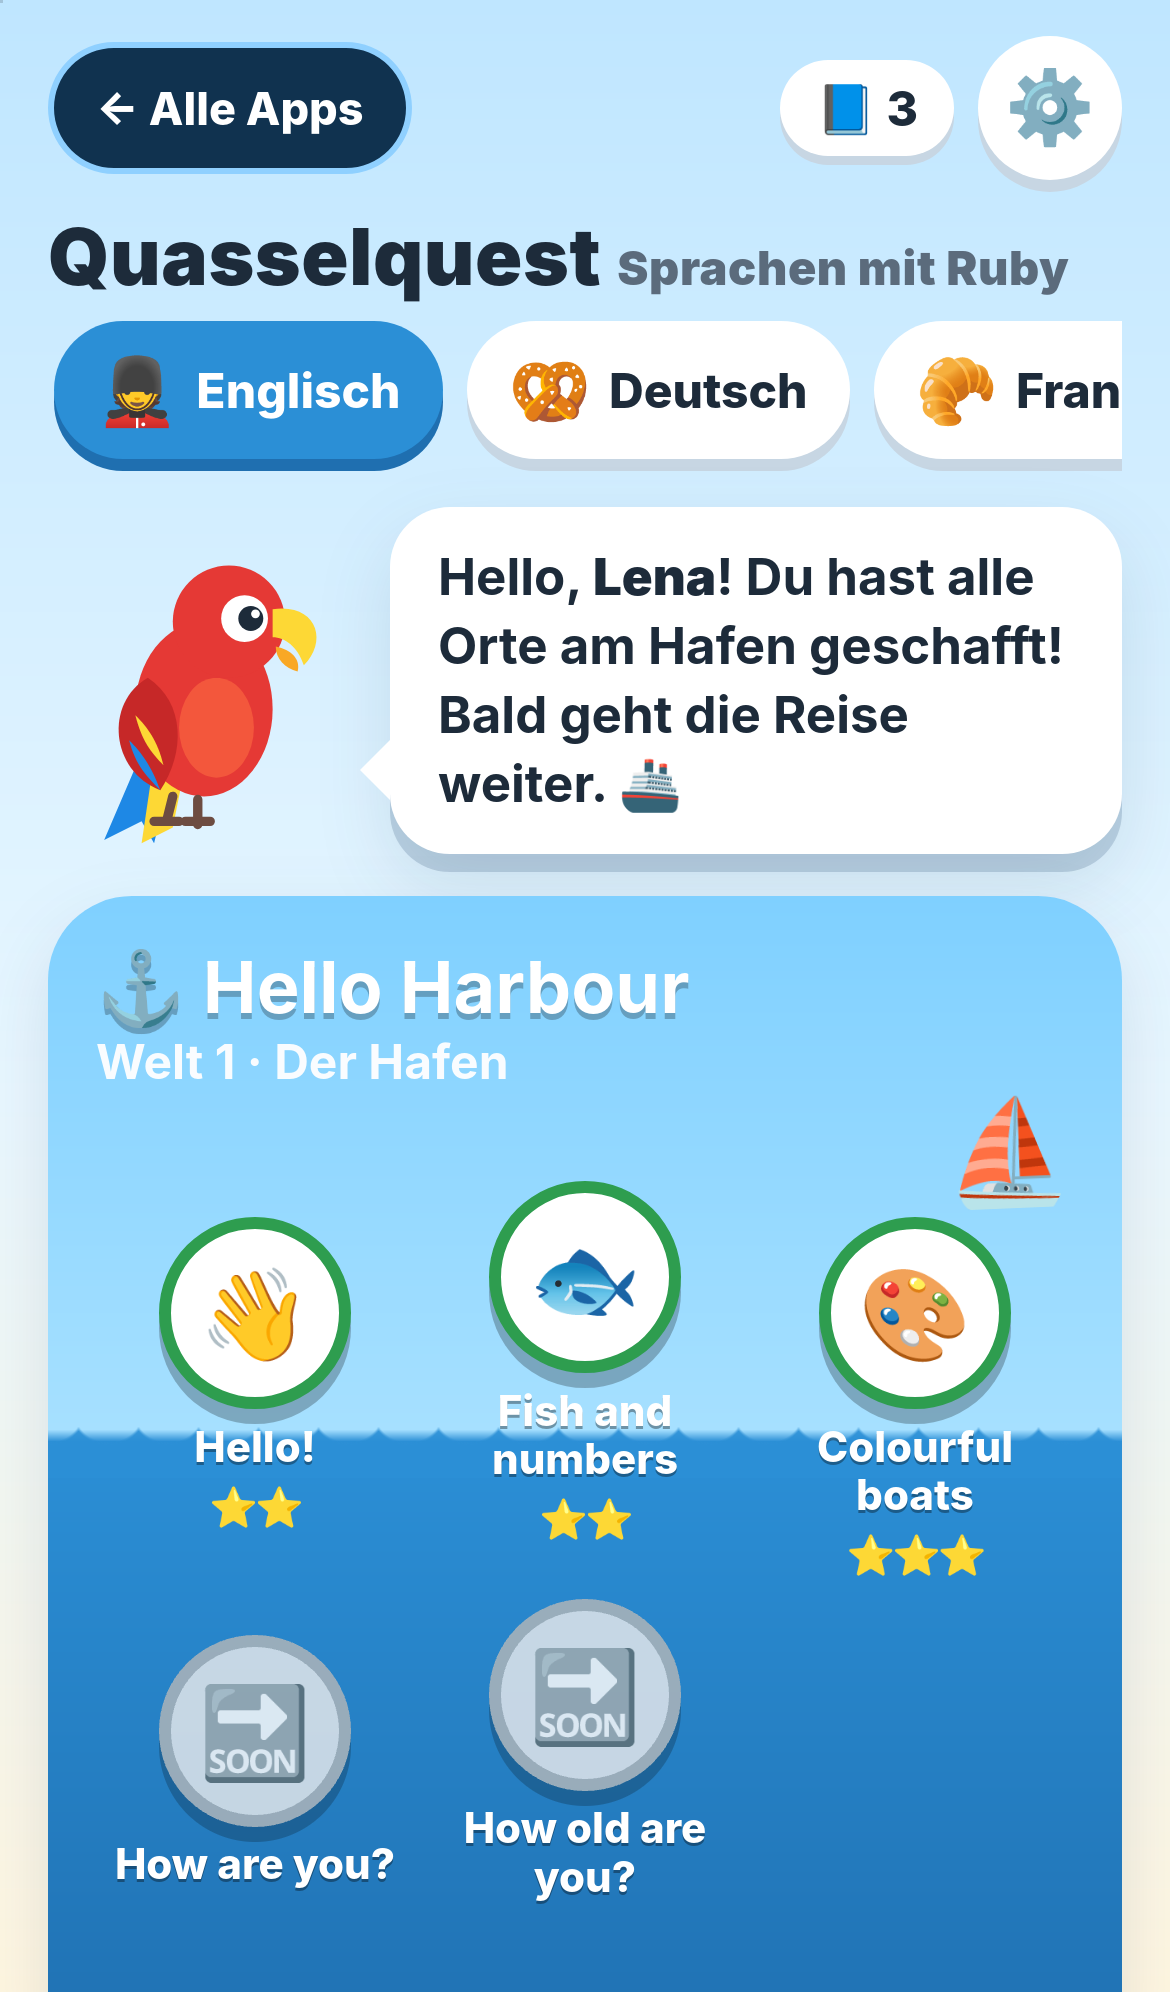 ← Alle Apps
3
Quasselquest Sprachen mit Ruby
Englisch
Deutsch
Fran
Hello, Lena! Du hast alle
Orte am Hafen geschafft!
Bald geht die Reise
weiter.
Hello Harbour
Welt 1 · Der Hafen
Hello!
Fish and
numbers
Colourful
boats
SOON
SOON
How are you?
How old are
you?